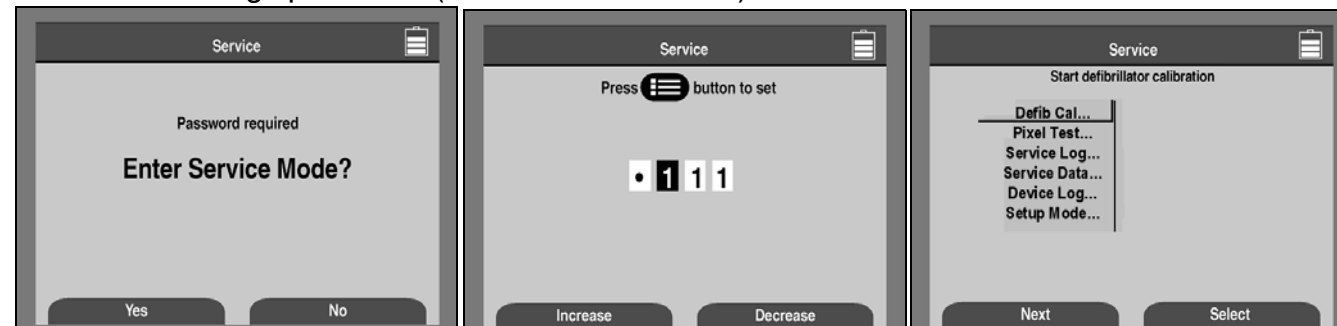 Service
Password required
Enter Service Mode?
Yes No
Service
Press button to set
• 1 1 1
Increase Decrease
Service
Start defibrillator calibration
Defib Cal...
Pixel Test...
Service Log...
Service Data...
Device Log...
Setup Mode...
Next Select